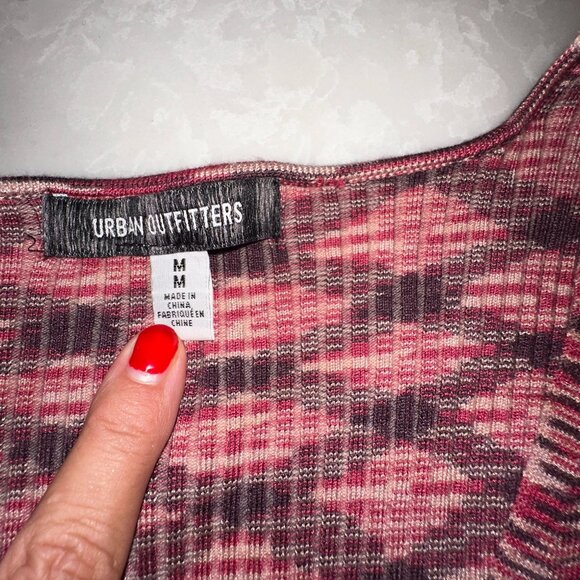 URBAN OUTFITTERS
M
M
MADE IN
CHINA
FABRIQUÉ EN
CHINE